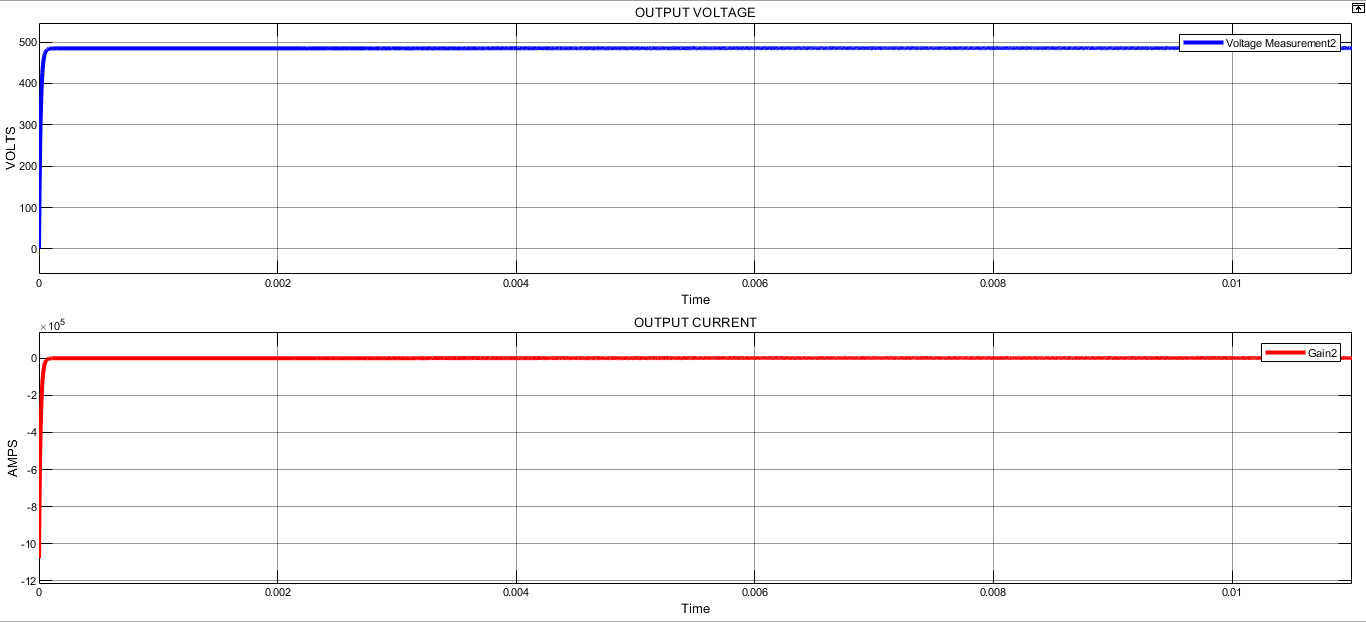 OUTPUT VOLTAGE
500
400
300
200
100
0
VOLTS
Voltage Measurement2
0 0.002 0.004 0.006 0.008 0.01
Time
OUTPUT CURRENT
×10⁵
0
-2
-4
-6
-8
-10
-12
AMPS
Gain2
0 0.002 0.004 0.006 0.008 0.01
Time